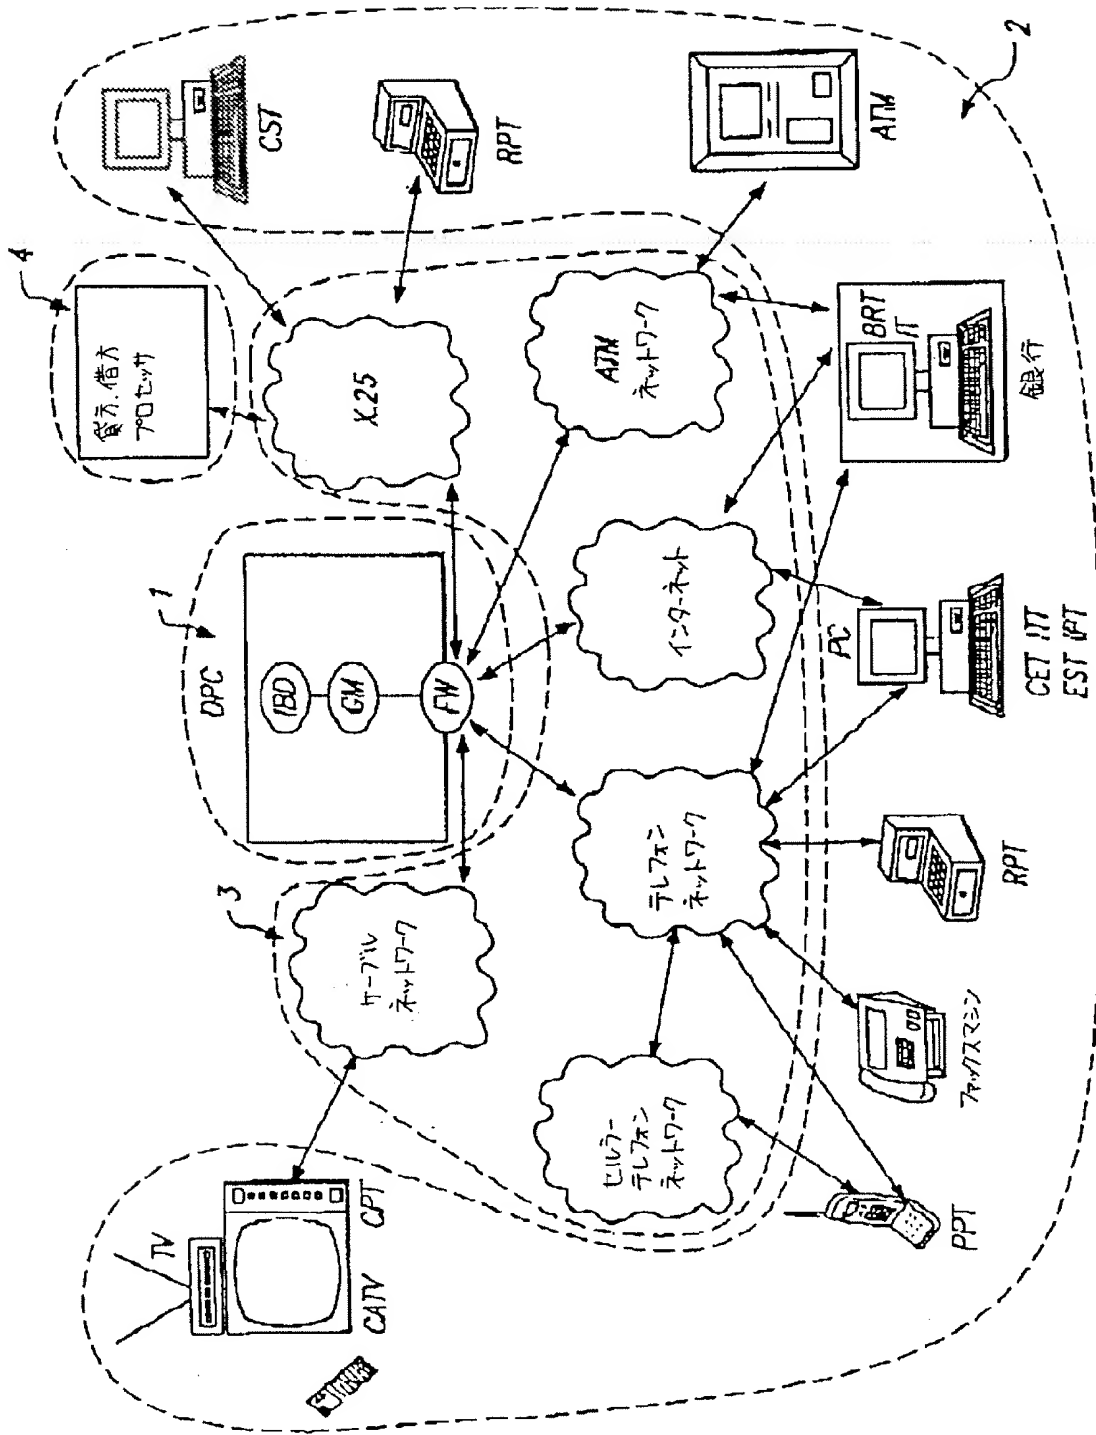 1
DPC
IBD
GM
FW
4
貸方、借方
プロセッサ
CST
X.25
RPT
3
ケーブル
ネットワーク
TV
CATV CPT
セルラー
テレフォン
ネットワーク
テレフォン
ネットワーク
インターネット
ATM
ネットワーク
ATM
2
PPT
ファックスマシン
RPT
PC
CET ITT
EST IPT
BRT
IT
銀行